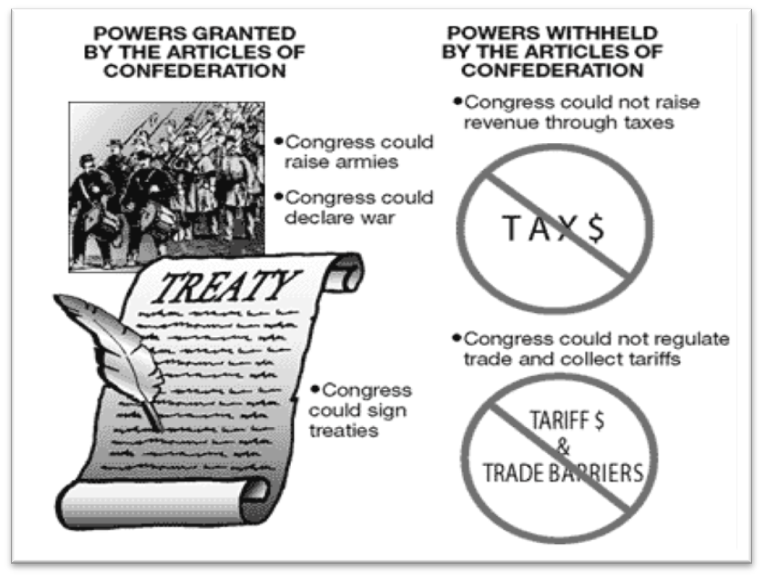 POWERS GRANTED
BY THE ARTICLES OF
CONFEDERATION
•Congress could
raise armies
•Congress could
declare war
TREATY
•Congress
could sign
treaties
POWERS WITHHELD
BY THE ARTICLES OF
CONFEDERATION
•Congress could not raise
revenue through taxes
TAX $
•Congress could not regulate
trade and collect tariffs
TARIFF $
&
TRADE BARRIERS